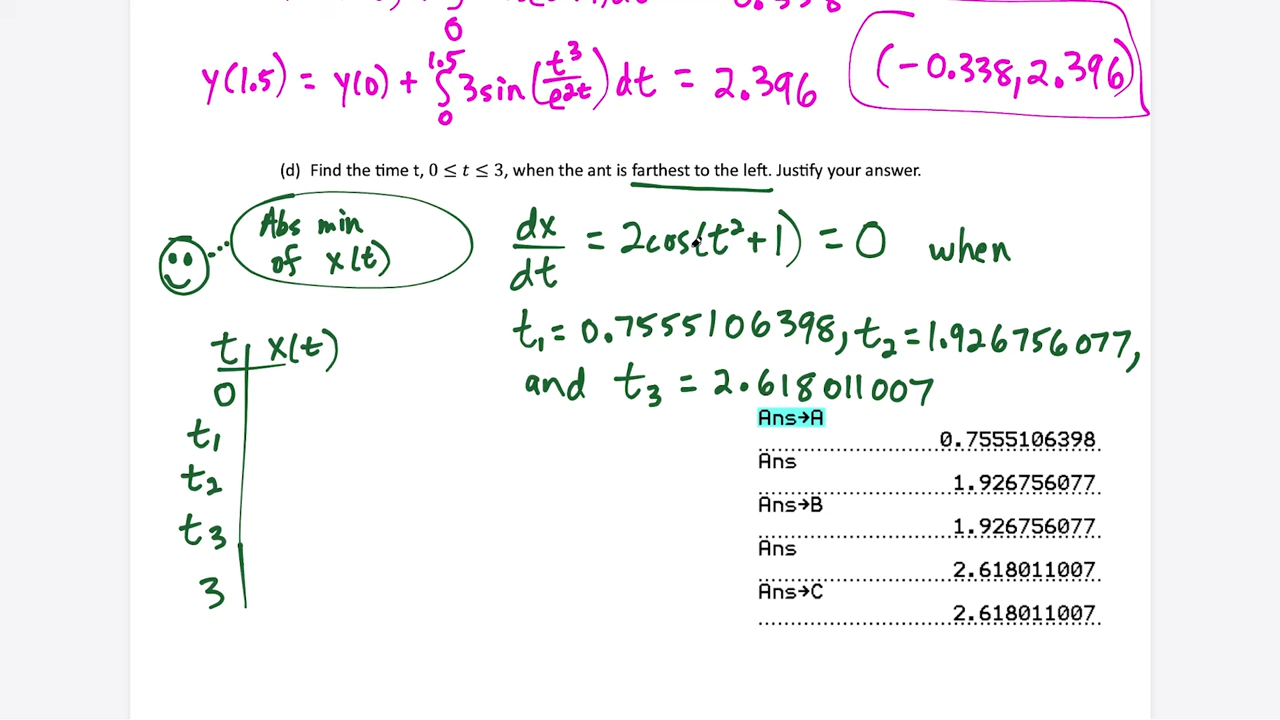 0
0.338
y(1.5) = y(0) + ∫₀^1.5 3sin(t³/e^2t)dt = 2.396
(-0.338, 2.396)
(d) Find the time t, 0 ≤ t ≤ 3, when the ant is farthest to the left. Justify your answer.
Abs min
of x(t)
dx/dt = 2cos(t²+1) = 0 when
t₁ = 0.7555106398, t₂ = 1.926756077,
and t₃ = 2.618011007
t x(t)
0
t₁
t₂
t₃
3
Ans→A
0.7555106398
Ans
1.926756077
Ans→B
1.926756077
Ans
2.618011007
Ans→C
2.618011007